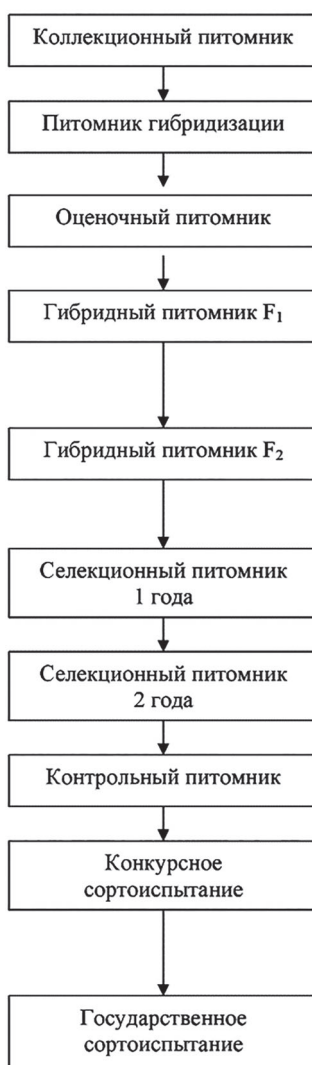 Коллекционный питомник
Питомник гибридизации
Оценочный питомник
Гибридный питомник F₁
Гибридный питомник F₂
Селекционный питомник
1 года
Селекционный питомник
2 года
Контрольный питомник
Конкурсное
сортоиспытание
Государственное
сортоиспытание